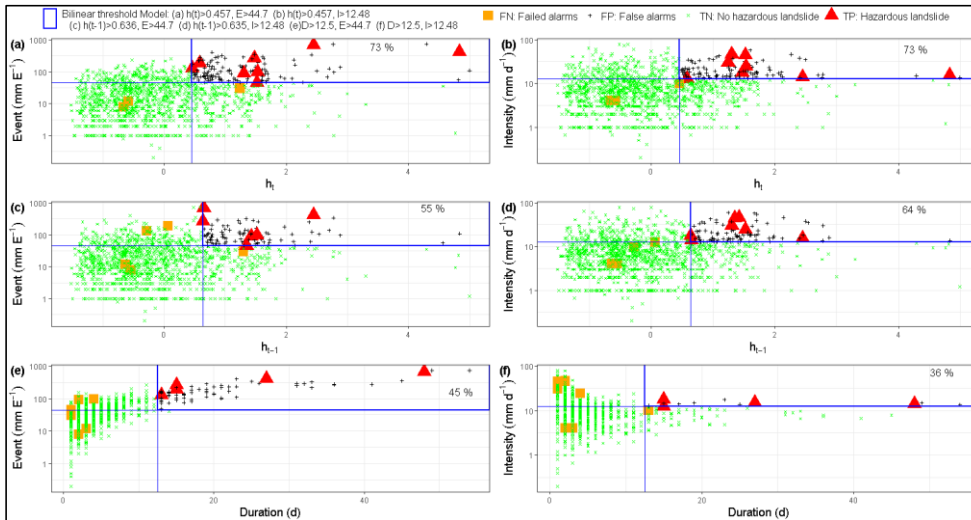 Bilinear threshold Model: (a) h(t)>0.457, E>44.7 (b) h(t)>0.457, I>12.48
(c) h(t-1)>0.636, E>44.7 (d) h(t-1)>0.635, I>12.48 (e)D>12.5, E>44.7 (f) D>12.5, I>12.48
FN: Failed alarms
FP: False alarms
TN: No hazardous landslide
TP: Hazardous landslide
(a)
73 %
Event (mm E⁻¹)
1000
100
10
1
0
2
4
hₜ
(b)
73 %
Intensity (mm d⁻¹)
100
10
1
0
2
4
hₜ
(c)
55 %
Event (mm E⁻¹)
1000
100
10
1
0
2
4
hₜ₋₁
(d)
64 %
Intensity (mm d⁻¹)
100
10
1
0
2
4
hₜ₋₁
(e)
45 %
Event (mm E⁻¹)
1000
100
10
1
0
20
40
Duration (d)
(f)
36 %
Intensity (mm d⁻¹)
100
10
1
0
20
40
Duration (d)